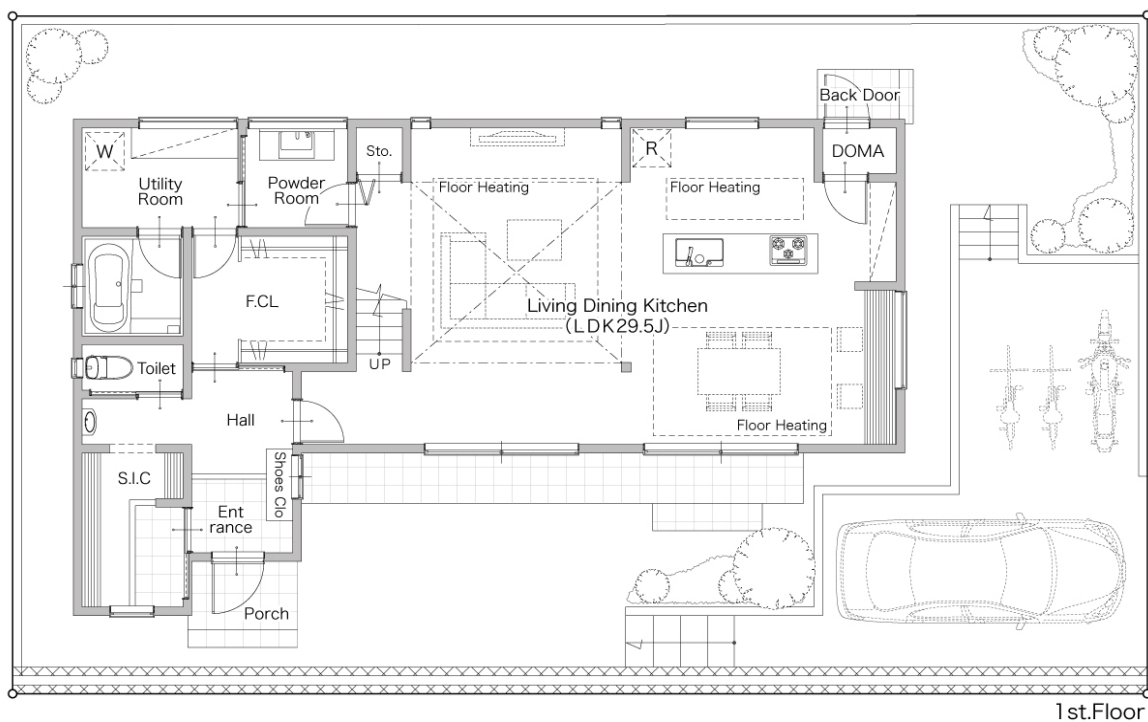 Back Door
W
Sto.
R
DOMA
Utility
Room
Powder
Room
Floor Heating
Floor Heating
F.CL
Living Dining Kitchen
(LDK29.5J)
UP
Toilet
Hall
Floor Heating
S.I.C
Shoes Clo
Ent
rance
Porch
1st.Floor